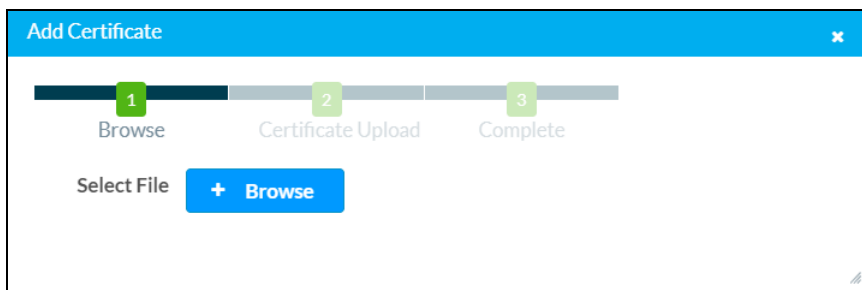 Add Certificate
1 2 3
Browse Certificate Upload Complete
Select File + Browse